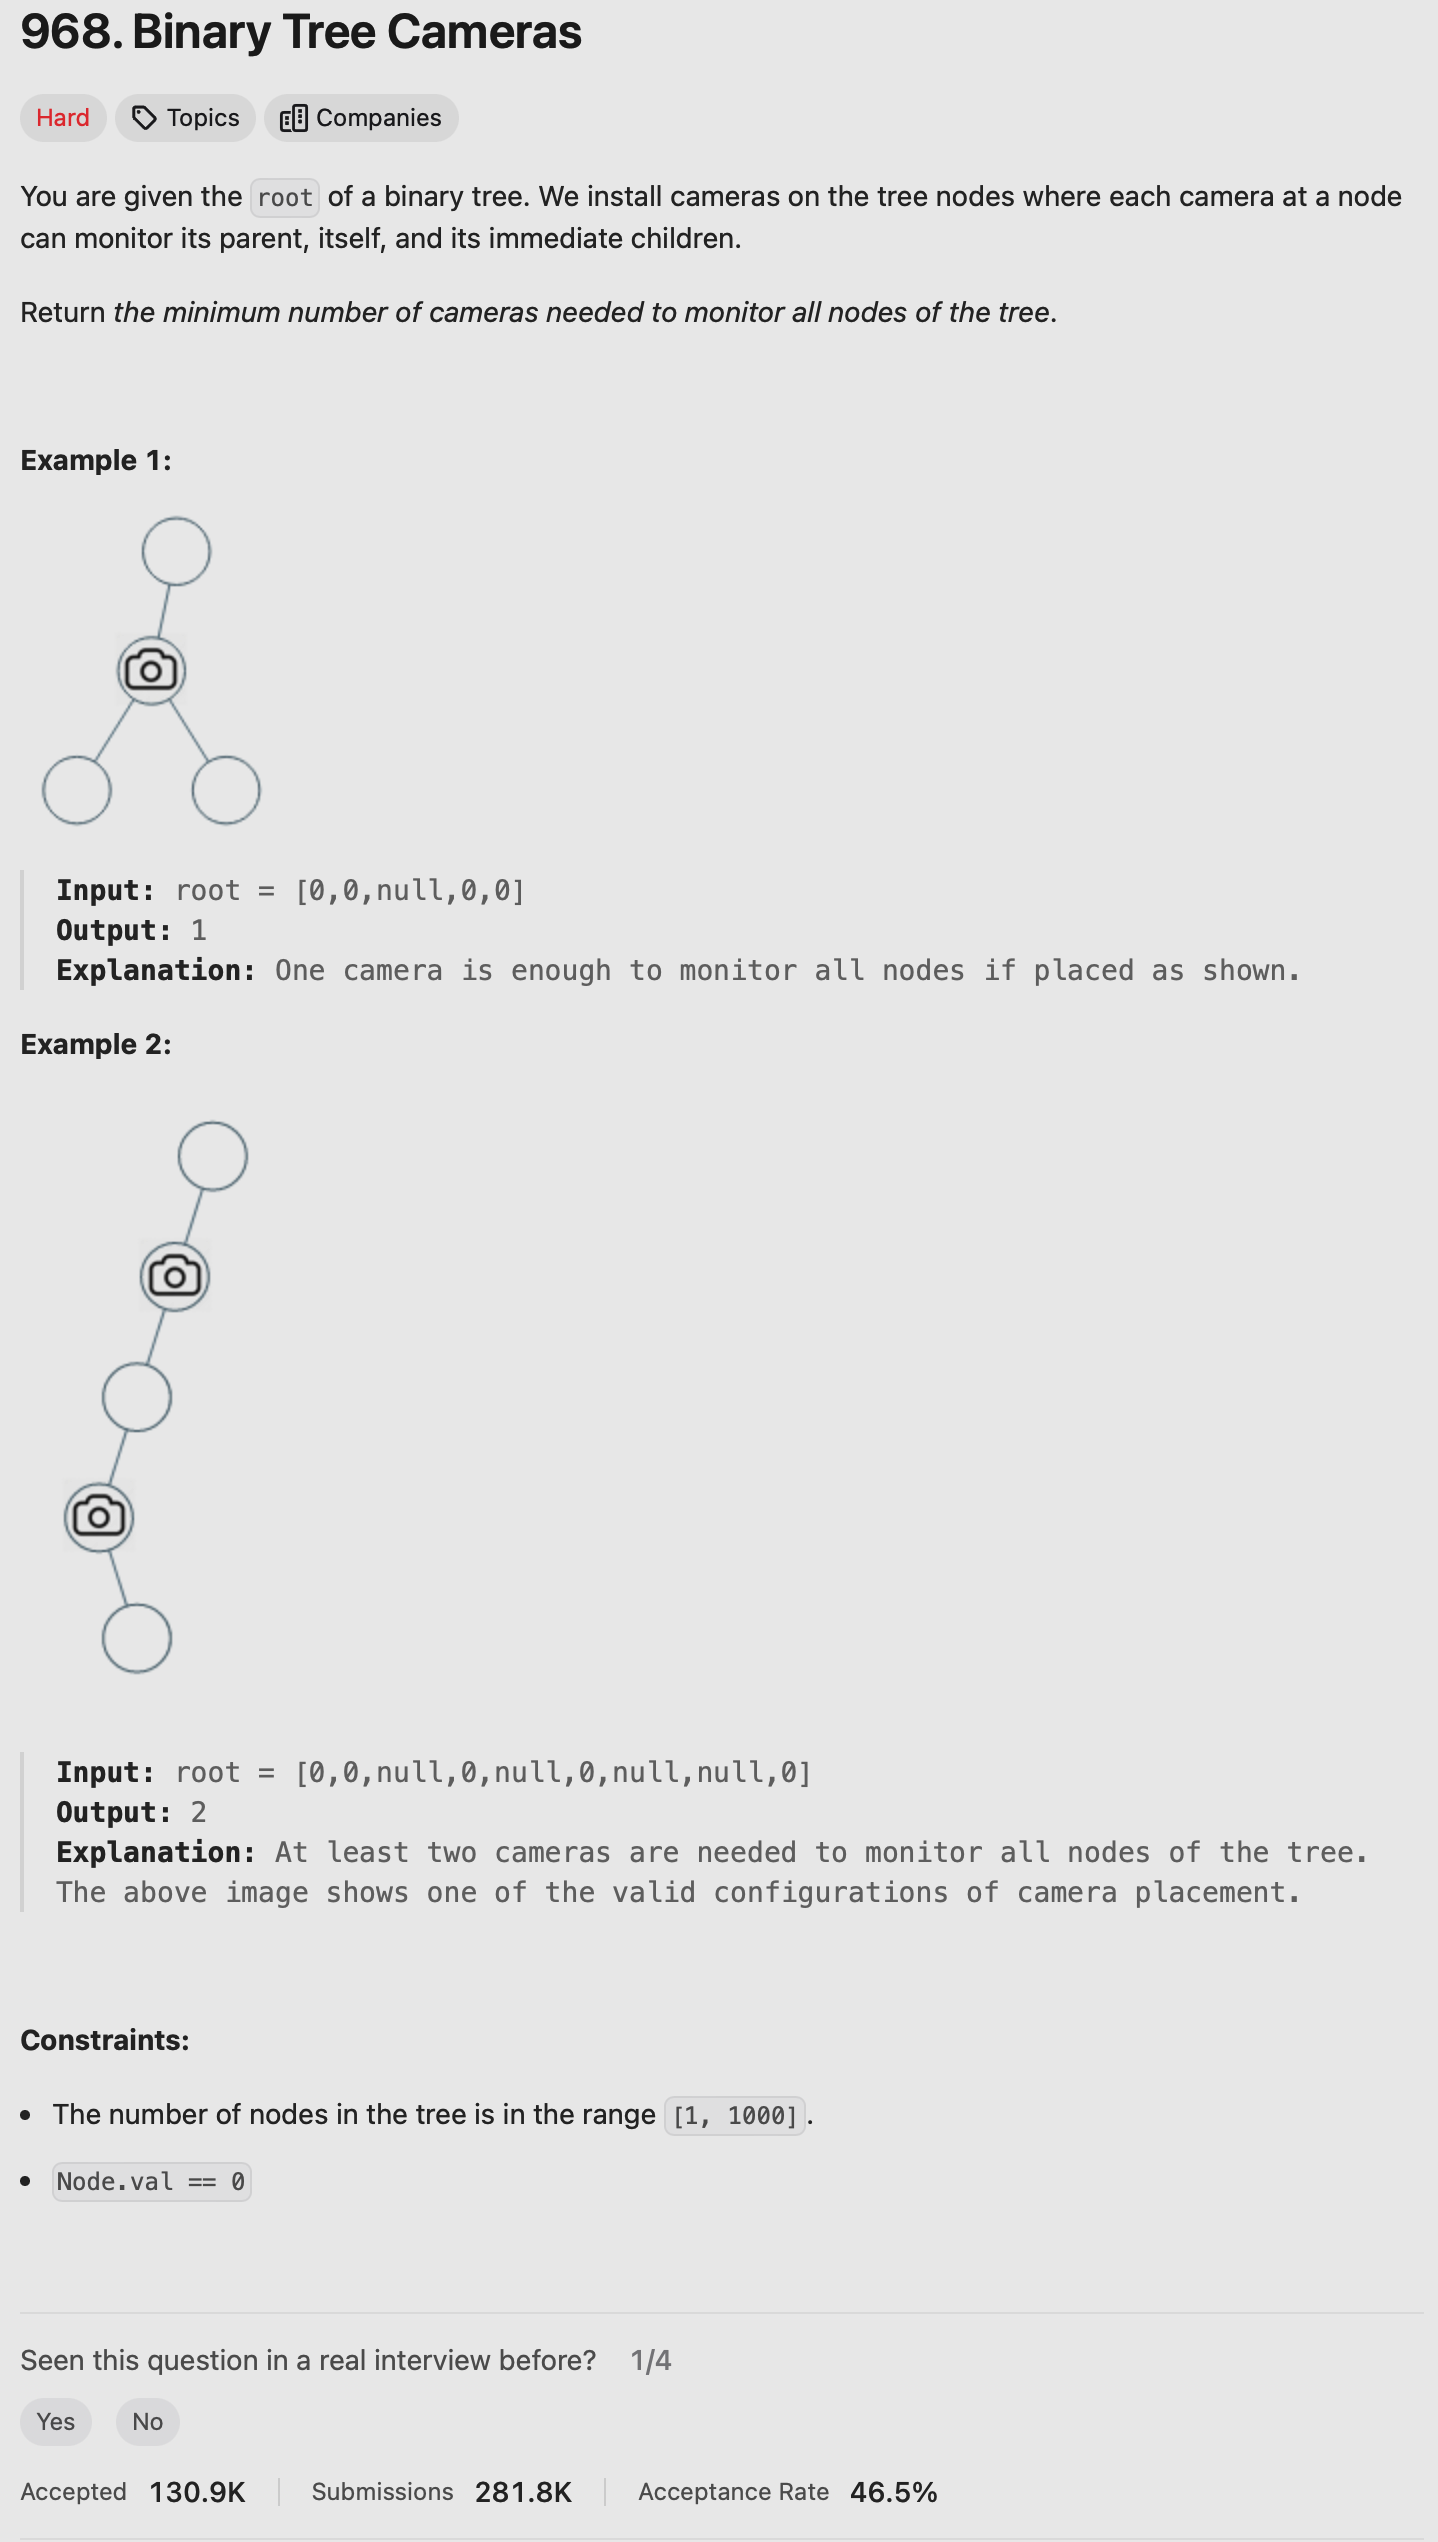 968. Binary Tree Cameras
Hard
Topics
Companies
You are given the root of a binary tree. We install cameras on the tree nodes where each camera at a node
can monitor its parent, itself, and its immediate children.
Return the minimum number of cameras needed to monitor all nodes of the tree.
Example 1:
Input: root = [0,0,null,0,0]
Output: 1
Explanation: One camera is enough to monitor all nodes if placed as shown.
Example 2:
Input: root = [0,0,null,0,null,0,null,null,0]
Output: 2
Explanation: At least two cameras are needed to monitor all nodes of the tree.
The above image shows one of the valid configurations of camera placement.
Constraints:
The number of nodes in the tree is in the range [1, 1000].
Node.val == 0
Seen this question in a real interview before? 1/4
Yes No
Accepted 130.9K Submissions 281.8K Acceptance Rate 46.5%